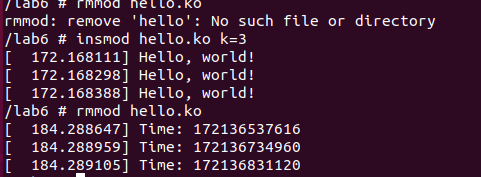 /lab6 # rmmod hello.ko
rmmod: remove 'hello': No such file or directory
/lab6 # insmod hello.ko k=3
[  172.168111] Hello, world!
[  172.168298] Hello, world!
[  172.168388] Hello, world!
/lab6 # rmmod hello.ko
[  184.288647] Time: 172136537616
[  184.288959] Time: 172136734960
[  184.289105] Time: 172136831120